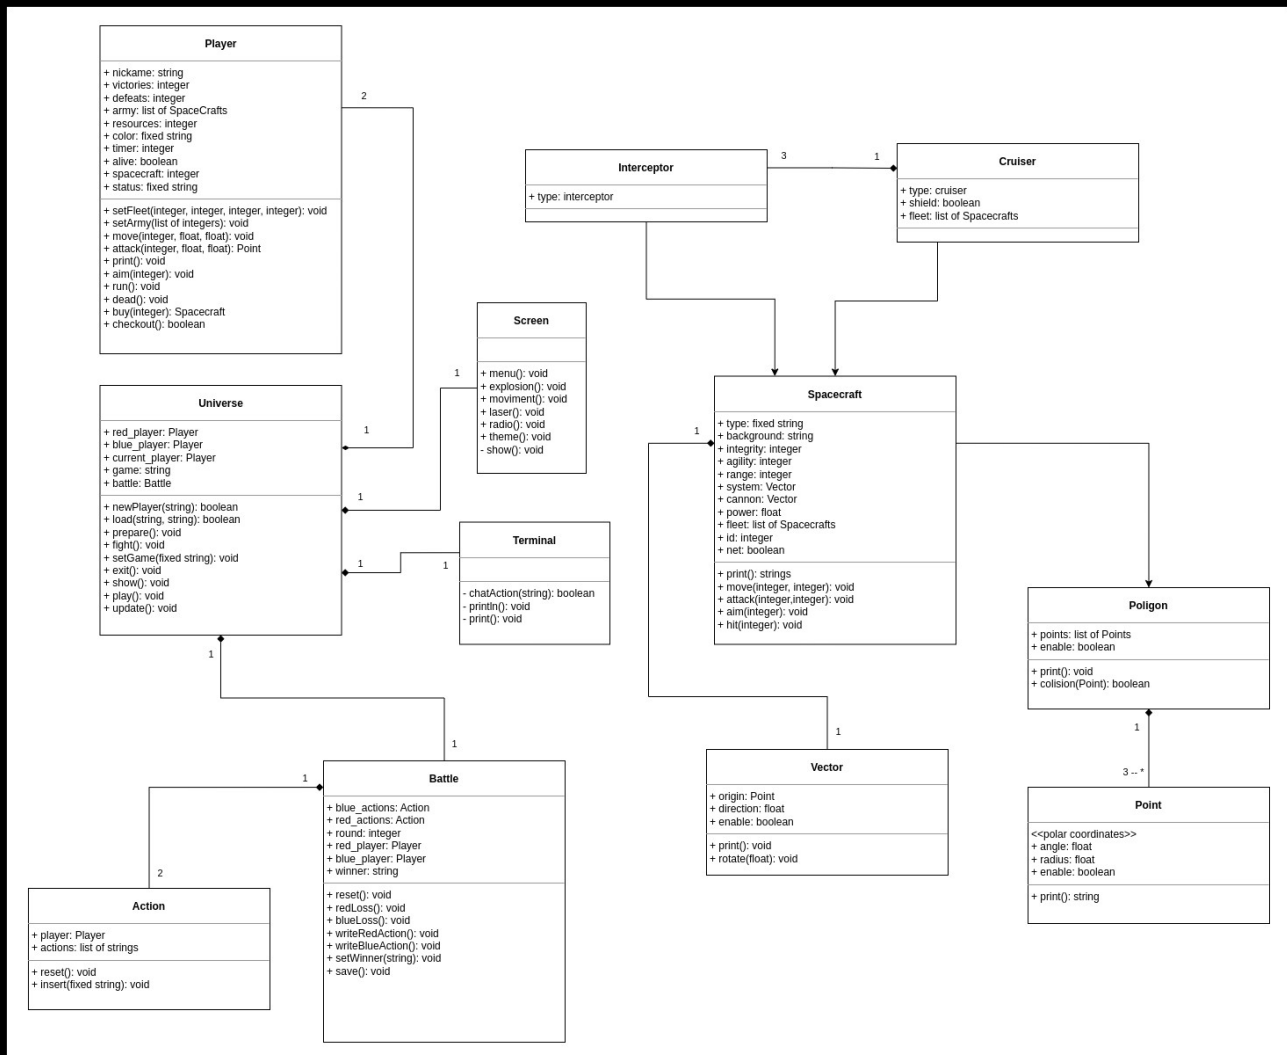 Player
+ nickame: string
+ victories: integer
+ defeats: integer
+ army: list of SpaceCrafts
+ resources: integer
+ color: fixed string
+ timer: integer
+ alive: boolean
+ spacecraft: integer
+ status: fixed string
+ setFleet(integer, integer, integer, integer): void
+ setArmy(list of integers): void
+ move(integer, float, float): void
+ attack(integer, float, float): Point
+ print(): void
+ aim(integer): void
+ run(): void
+ dead(): void
+ buy(integer): Spacecraft
+ checkout(): boolean
2
Interceptor
+ type: interceptor
3
1
Cruiser
+ type: cruiser
+ shield: boolean
+ fleet: list of Spacecrafts
Screen
+ menu(): void
+ explosion(): void
+ moviment(): void
+ laser(): void
+ radio(): void
+ theme(): void
- show(): void
1
Universe
+ red_player: Player
+ blue_player: Player
+ current_player: Player
+ game: string
+ battle: Battle
+ newPlayer(string): boolean
+ load(string, string): boolean
+ prepare(): void
+ fight(): void
+ setGame(fixed string): void
+ exit(): void
+ show(): void
+ play(): void
+ update(): void
1
1
1
1
1
Terminal
- chatAction(string): boolean
- println(): void
- print(): void
Spacecraft
+ type: fixed string
+ background: string
+ integrity: integer
+ agility: integer
+ range: integer
+ system: Vector
+ cannon: Vector
+ power: float
+ fleet: list of Spacecrafts
+ id: integer
+ net: boolean
+ print(): strings
+ move(integer, integer): void
+ attack(integer,integer): void
+ aim(integer): void
+ hit(integer): void
1
Poligon
+ points: list of Points
+ enable: boolean
+ print(): void
+ colision(Point): boolean
1
3 -- *
1
Vector
+ origin: Point
+ direction: float
+ enable: boolean
+ print(): void
+ rotate(float): void
Point
<<polar coordinates>>
+ angle: float
+ radius: float
+ enable: boolean
+ print(): string
1
Battle
+ blue_actions: Action
+ red_actions: Action
+ round: integer
+ red_player: Player
+ blue_player: Player
+ winner: string
+ reset(): void
+ redLoss(): void
+ blueLoss(): void
+ writeRedAction(): void
+ writeBlueAction(): void
+ setWinner(string): void
+ save(): void
1
2
Action
+ player: Player
+ actions: list of strings
+ reset(): void
+ insert(fixed string): void